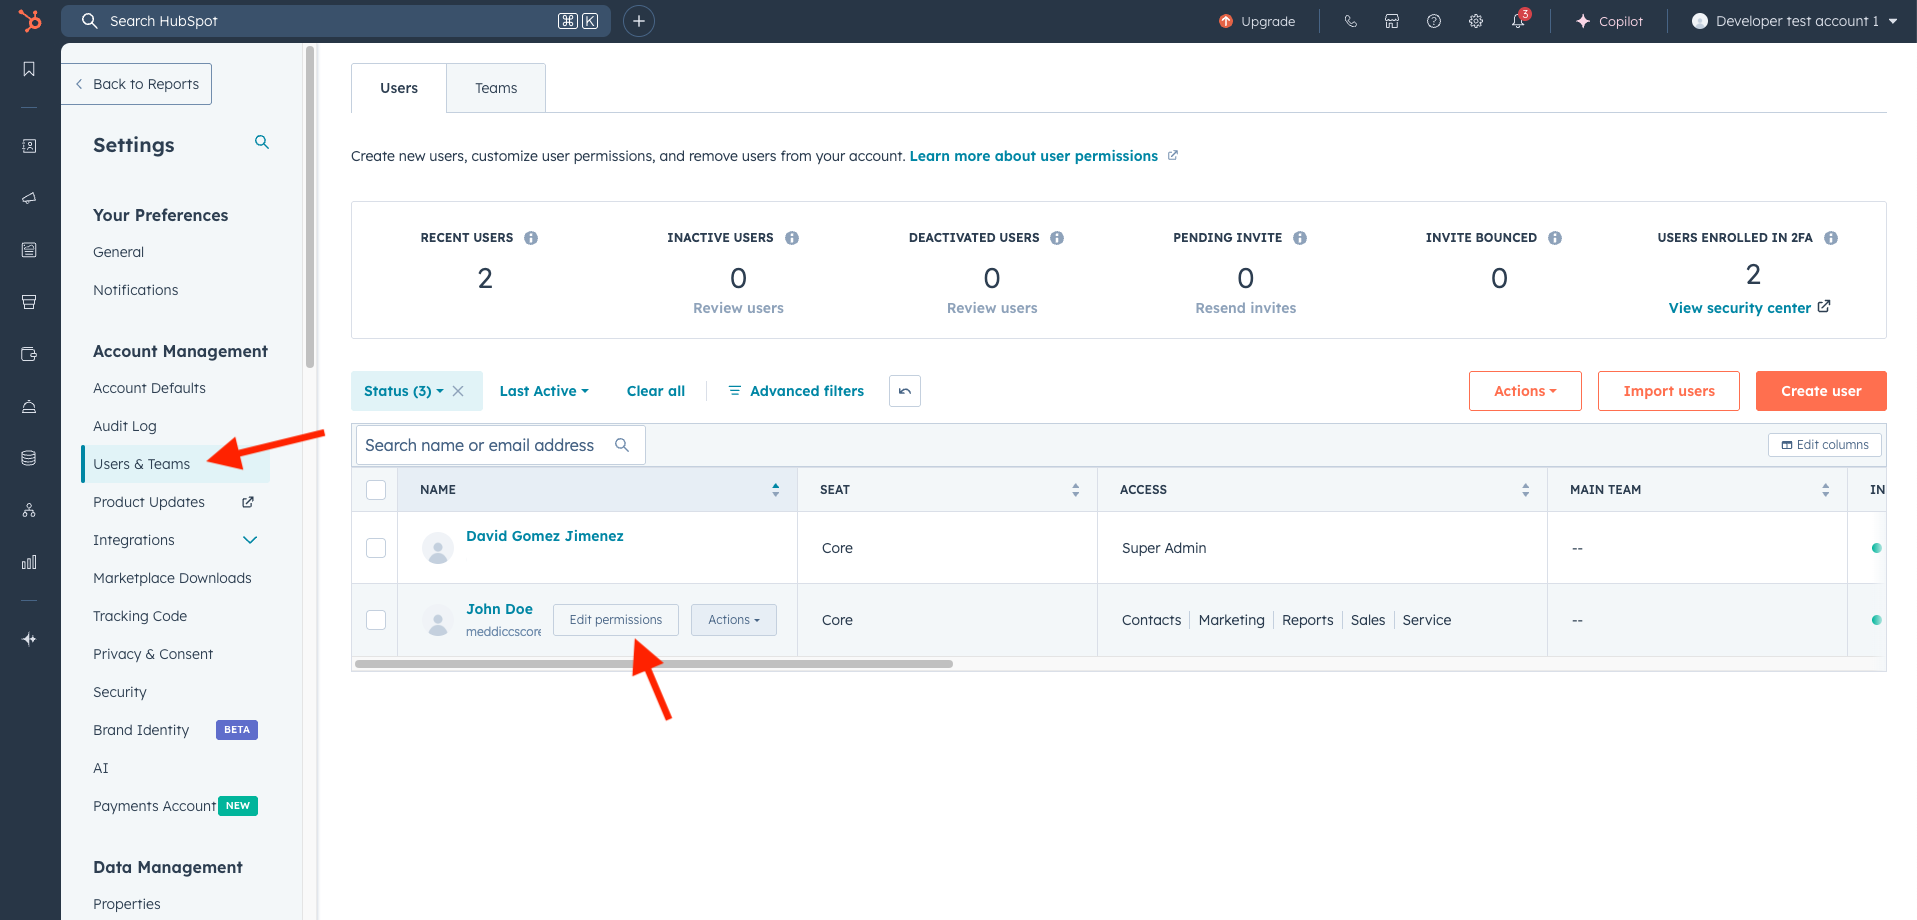 Search HubSpot
⌘ K
Upgrade
3
Copilot
Developer test account 1
Back to Reports
Settings
Your Preferences
General
Notifications
Account Management
Account Defaults
Audit Log
Users & Teams
Product Updates
Integrations
Marketplace Downloads
Tracking Code
Privacy & Consent
Security
Brand Identity BETA
AI
Payments Account NEW
Data Management
Properties
Users Teams
Create new users, customize user permissions, and remove users from your account. Learn more about user permissions
RECENT USERS
2
INACTIVE USERS
0
Review users
DEACTIVATED USERS
0
Review users
PENDING INVITE
0
Resend invites
INVITE BOUNCED
0
USERS ENROLLED IN 2FA
2
View security center
Status (3) Last Active Clear all Advanced filters
Actions Import users Create user
Search name or email address
Edit columns
NAME SEAT ACCESS MAIN TEAM IN
David Gomez Jimenez Core Super Admin --
John Doe
meddiccscore
Edit permissions Actions Core Contacts Marketing Reports Sales Service --